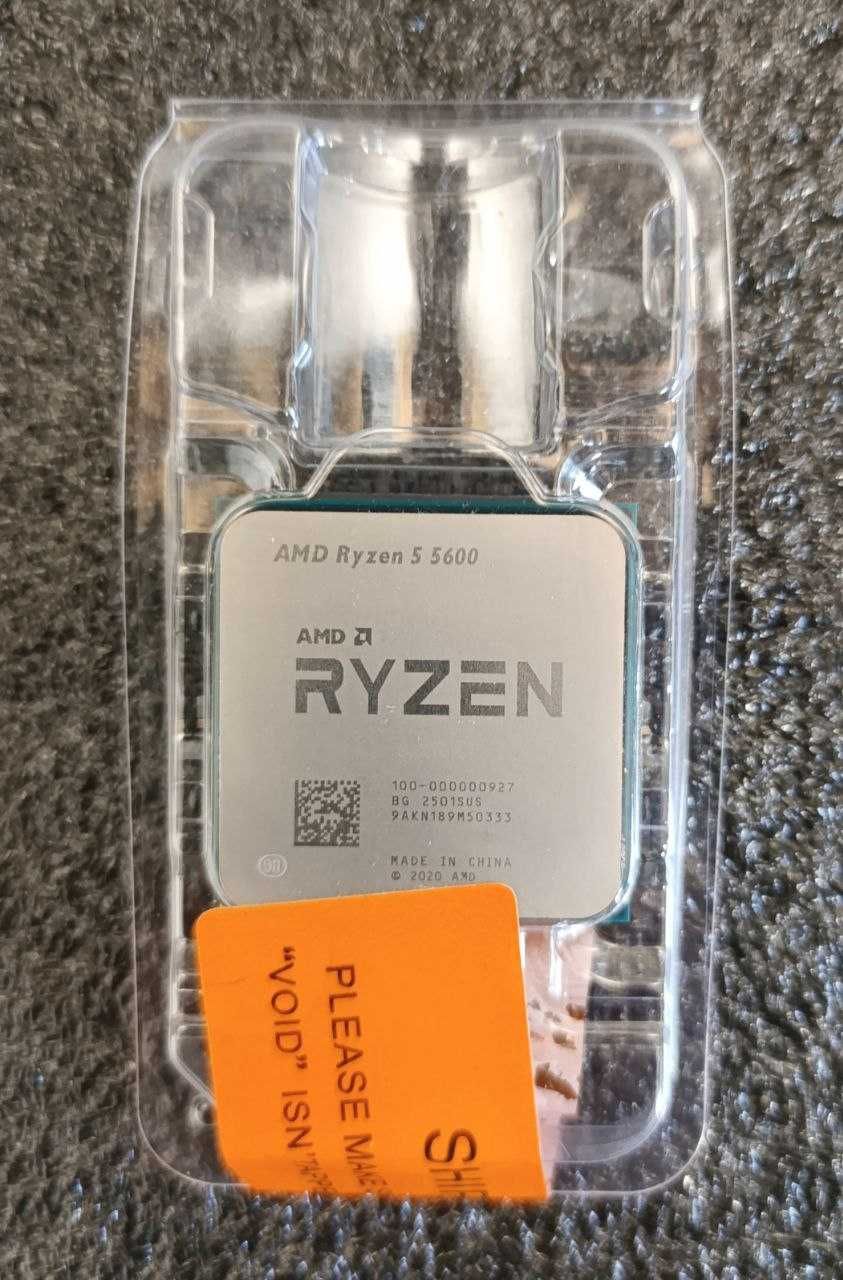 AMD Ryzen 5 5600
AMD
RYZEN
100-000000927
BG 2501SUS
9AKN189M50333
MADE IN CHINA
© 2020 AMD
PLEASE MAKE
"VOID" ISN'T